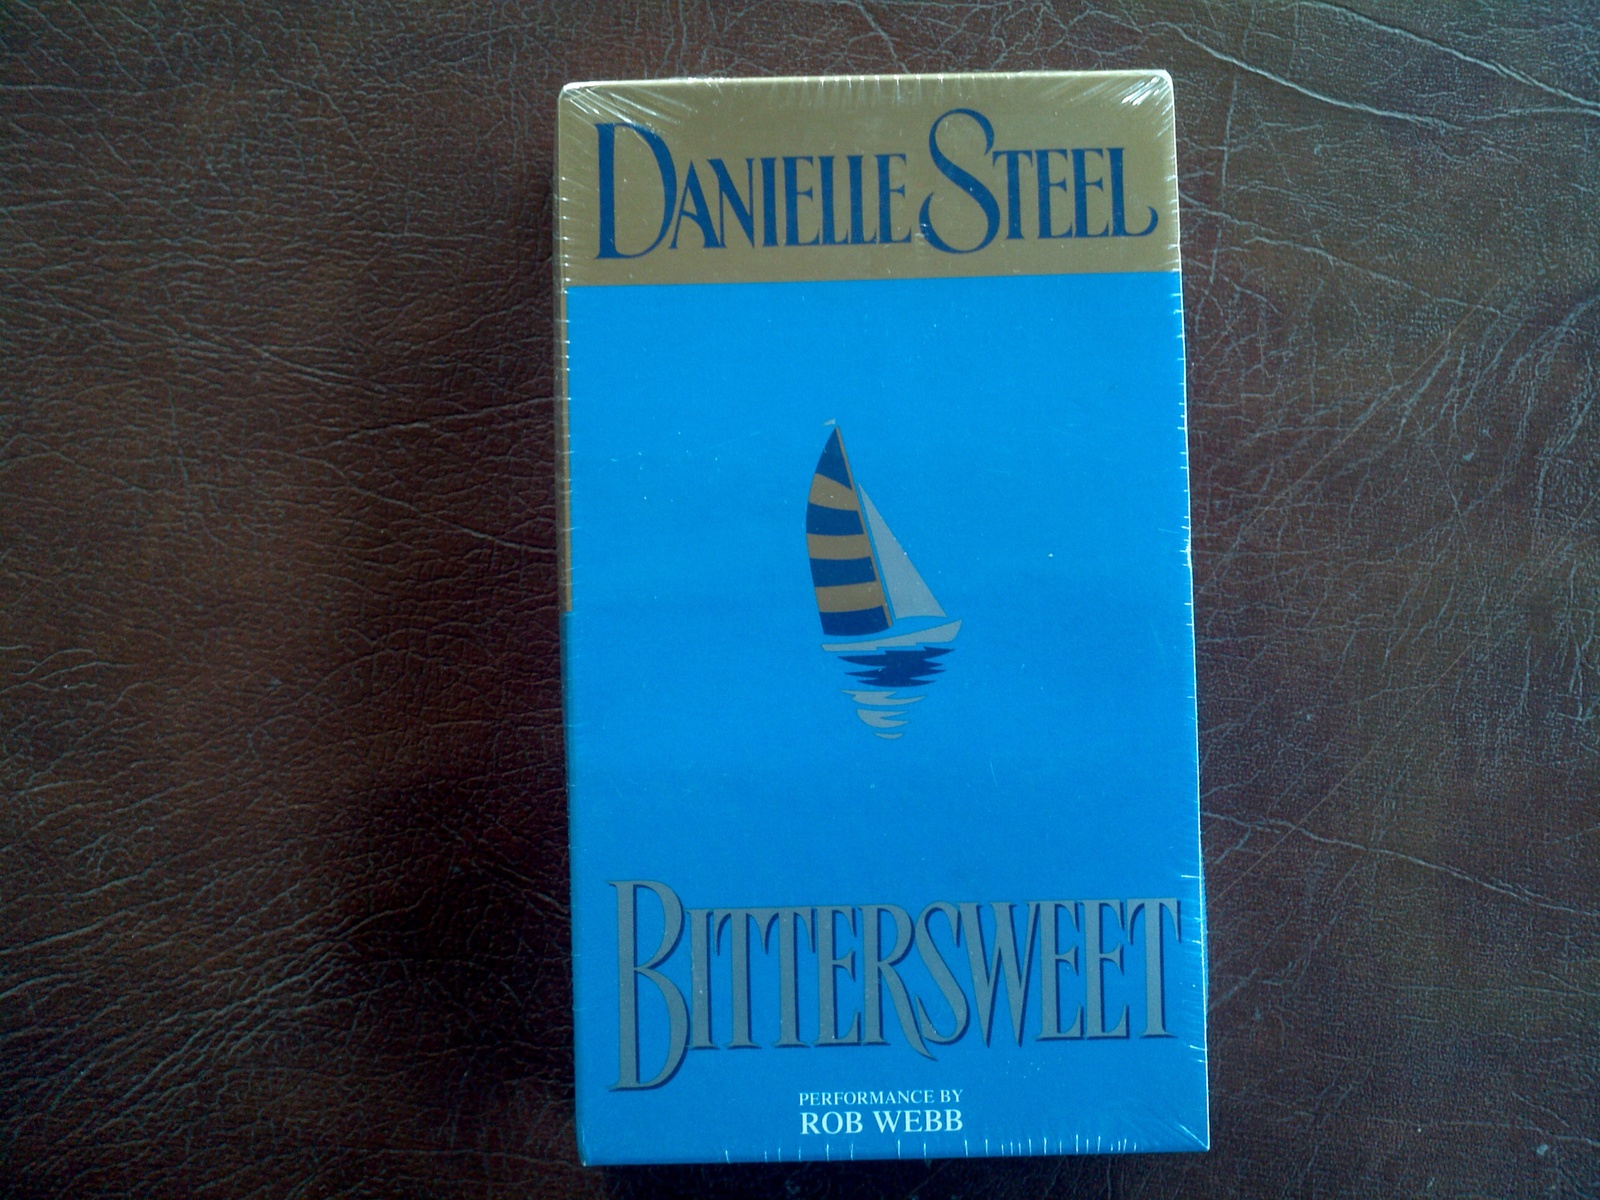 DANIELLE STEEL
BITTERSWEET
PERFORMANCE BY
ROB WEBB